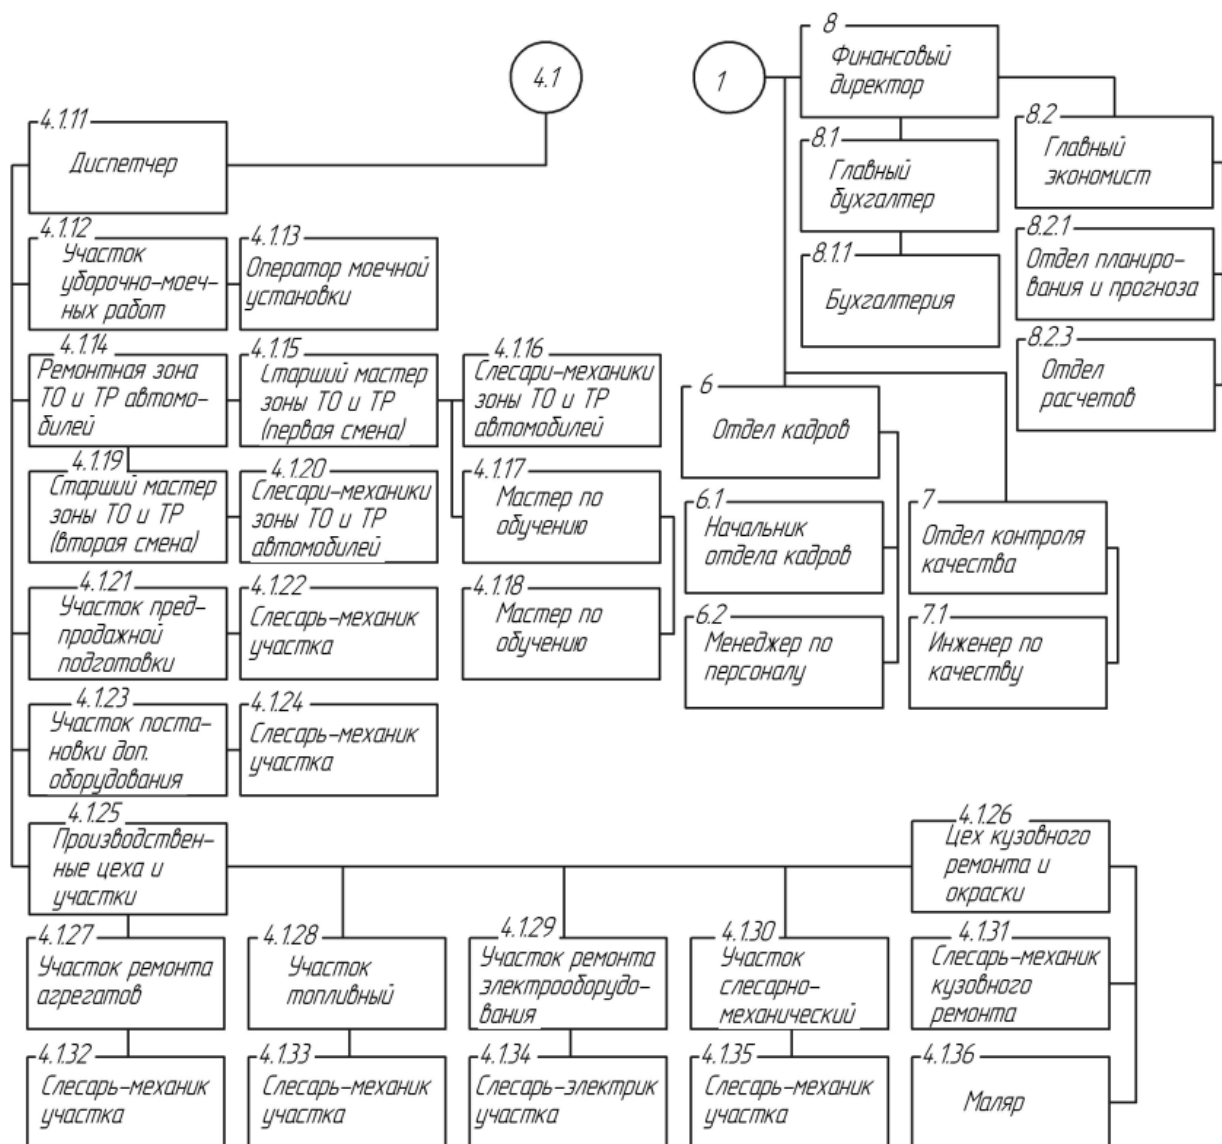 4.1
1
8
Финансовый
директор
4.1.11
Диспетчер
8.1
Главный
бухгалтер
8.2
Главный
экономист
4.1.12
Участок
уборочно-моеч-
ных работ
4.1.13
Оператор моечной
установки
8.1.1
Бухгалтерия
8.2.1
Отдел планиро-
вания и прогноза
4.1.14
Ремонтная зона
ТО и ТР автомо-
билей
4.1.15
Старший мастер
зоны ТО и ТР
(первая смена)
4.1.16
Слесари-механики
зоны ТО и ТР
автомобилей
6
Отдел кадров
8.2.3
Отдел
расчетов
4.1.19
Старший мастер
зоны ТО и ТР
(вторая смена)
4.1.20
Слесари-механики
зоны ТО и ТР
автомобилей
4.1.17
Мастер по
обучению
6.1
Начальник
отдела кадров
7
Отдел контроля
качества
4.1.21
Участок пред-
продажной
подготовки
4.1.22
Слесарь-механик
участка
4.1.18
Мастер по
обучению
6.2
Менеджер по
персоналу
7.1
Инженер по
качеству
4.1.23
Участок поста-
новки доп.
оборудования
4.1.24
Слесарь-механик
участка
4.1.25
Производствен-
ные цеха и
участки
4.1.26
Цех кузовного
ремонта и
окраски
4.1.27
Участок ремонта
агрегатов
4.1.28
Участок
топливный
4.1.29
Участок ремонта
электрооборудо-
вания
4.1.30
Участок
слесарно-
механический
4.1.31
Слесарь-механик
кузовного
ремонта
4.1.32
Слесарь-механик
участка
4.1.33
Слесарь-механик
участка
4.1.34
Слесарь-электрик
участка
4.1.35
Слесарь-механик
участка
4.1.36
Маляр